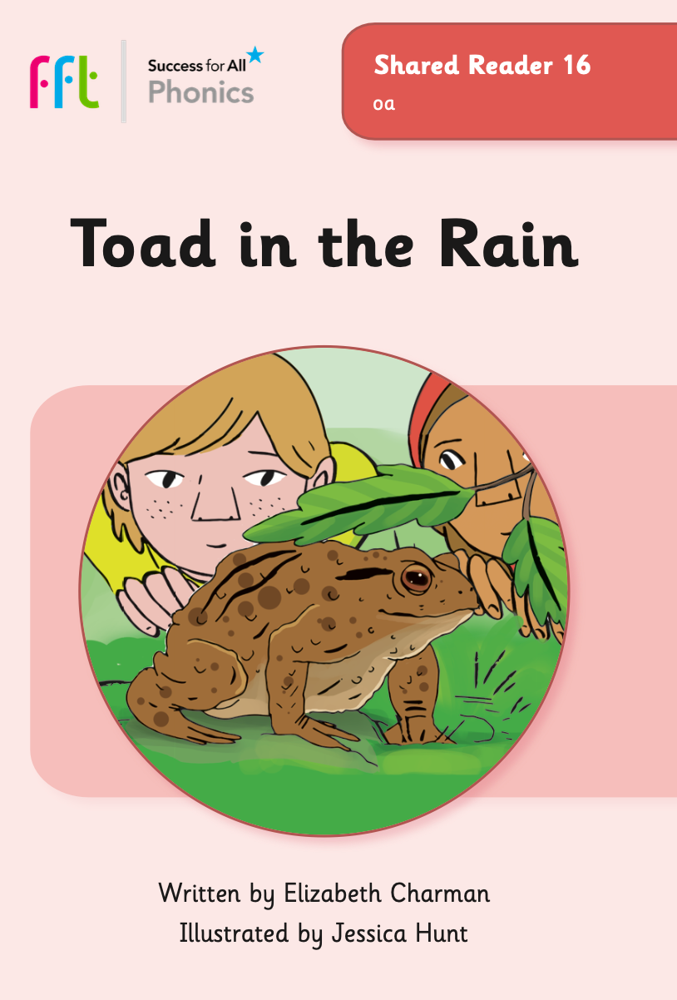 fft
Success for All
Phonics
Shared Reader 16
oa
Toad in the Rain
Written by Elizabeth Charman
Illustrated by Jessica Hunt